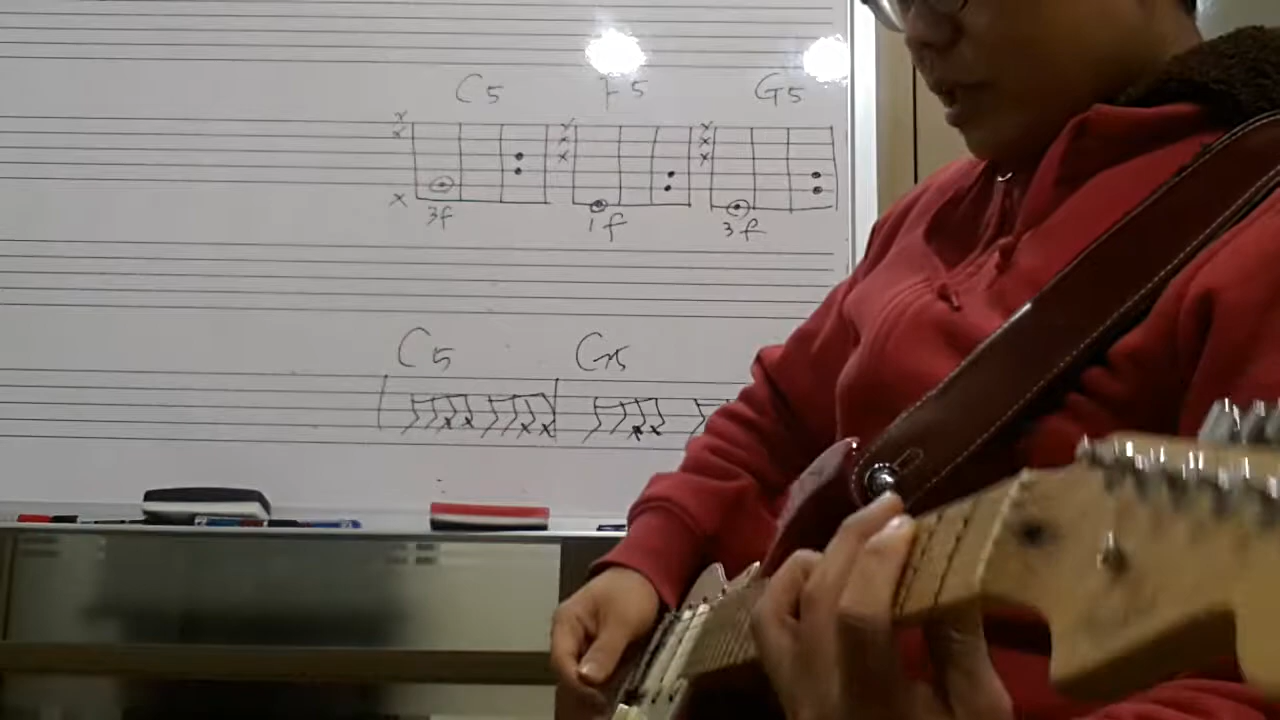 C5 F5 G5
x x x
x x x
x x
x
3f 1f 3f
C5 G5